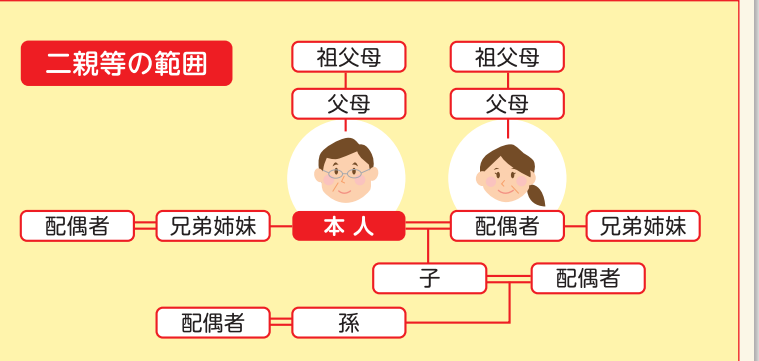 二親等の範囲
祖父母
祖父母
父母
父母
配偶者
兄弟姉妹
本人
配偶者
兄弟姉妹
子
配偶者
配偶者
孫